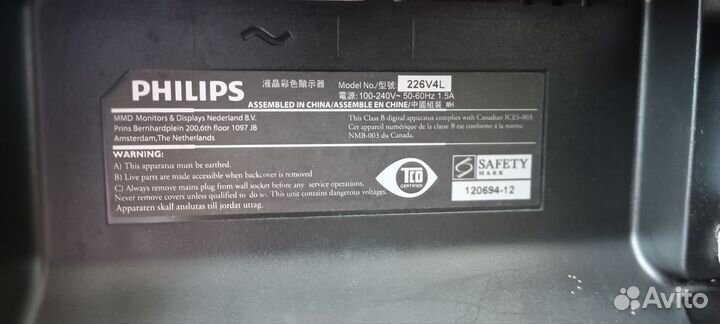 PHILIPS 液晶彩色顯示器 Model No./型號: 226V4L
電源: 100-240V~ 50-60Hz 1.5A
ASSEMBLED IN CHINA/ASSEMBLE EN CHINE/中國組裝 WH
MMD Monitors & Displays Nederland B.V.
Prins Bernhardplein 200,6th floor 1097 JB
Amsterdam,The Netherlands
This Class B digital apparatus complies with Canadian ICES-003.
Cet appareil numérique de la classe B est conforme à la norme
NMB-003 du Canada.
WARNING:
A) This apparatus must be earthed.
B) Live parts are made accessible when backcover is removed
C) Always remove mains plug from wall socket before any service operations.
Never remove covers unless qualified to do so. This unit contains dangerous voltages.
Apparaten skall anslutas till jordat uttag.
TCO
CERTIFIED
S SAFETY
MARK
120694-12
Avito